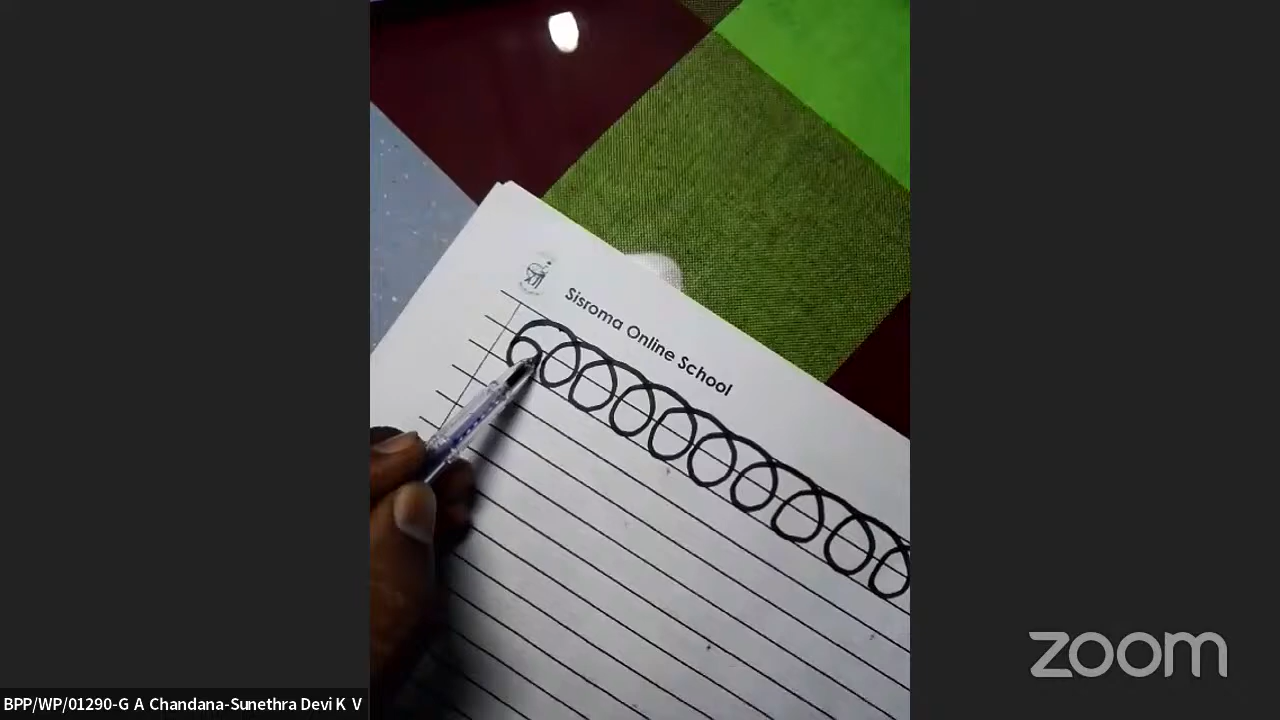 Sisroma Online School
BPP/WP/01290-G A Chandana-Sunethra Devi K V
zoom